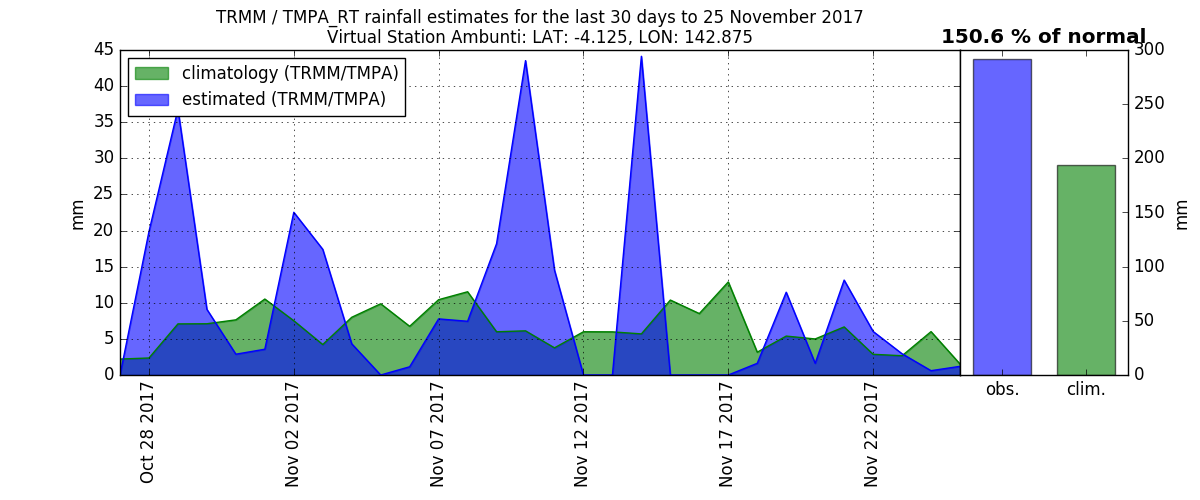 TRMM / TMPA_RT rainfall estimates for the last 30 days to 25 November 2017
Virtual Station Ambunti: LAT: -4.125, LON: 142.875
150.6 % of normal
climatology (TRMM/TMPA)
estimated (TRMM/TMPA)
45
40
35
30
25
20
15
10
5
0
mm
Oct 28 2017
Nov 02 2017
Nov 07 2017
Nov 12 2017
Nov 17 2017
Nov 22 2017
300
250
200
150
100
50
0
mm
obs.
clim.